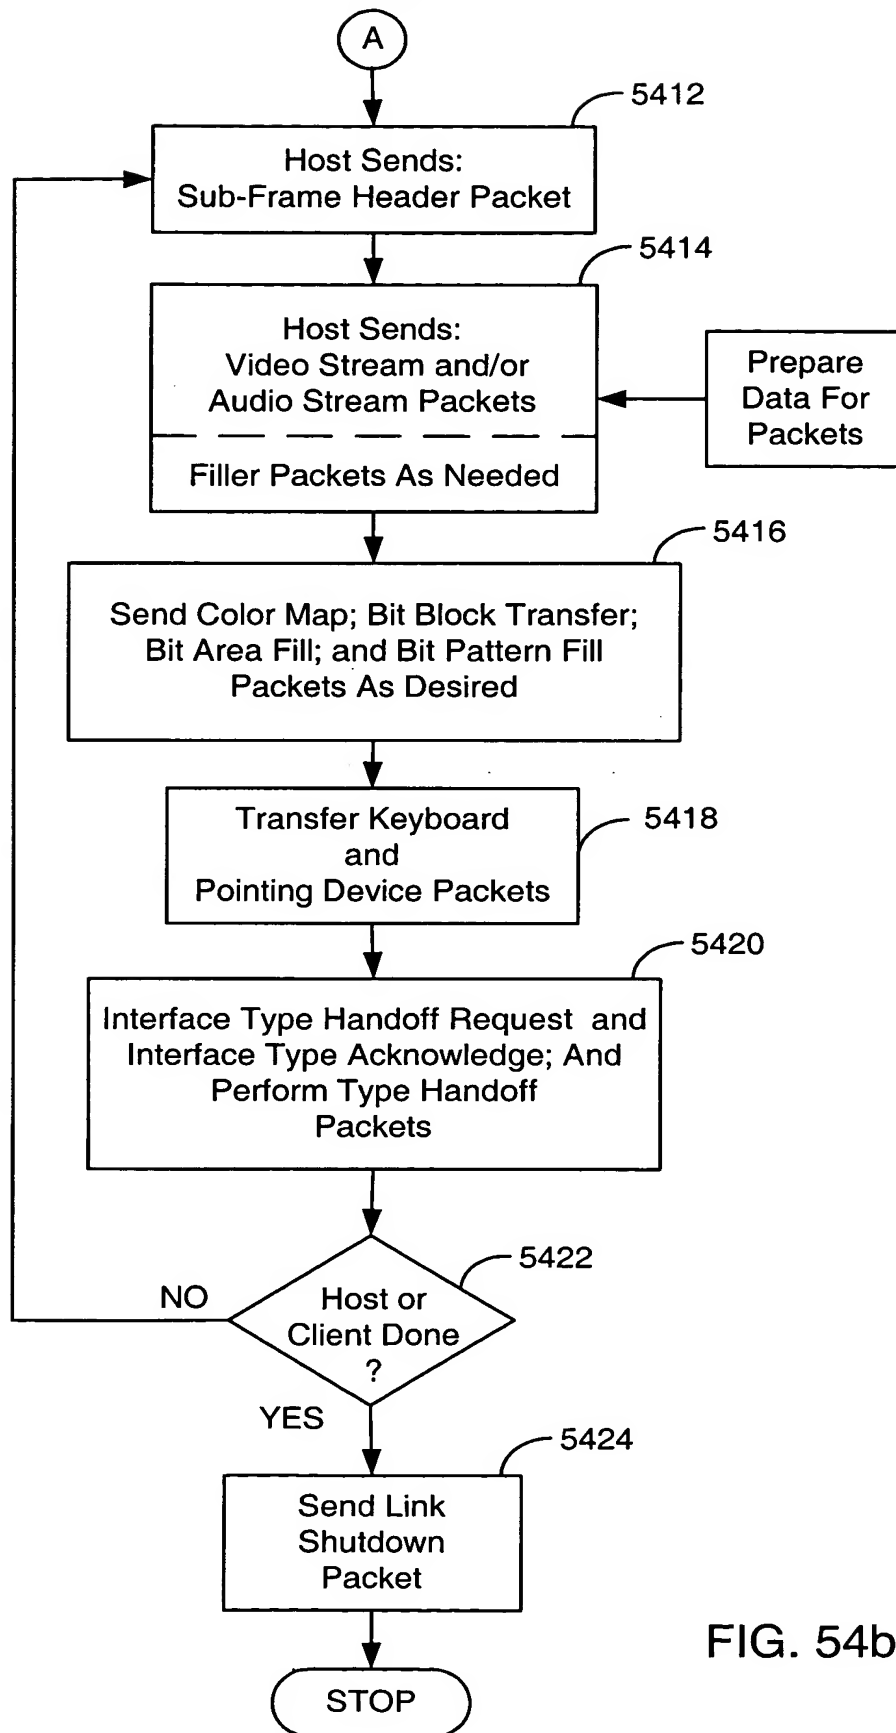 A
5412
Host Sends:
Sub-Frame Header Packet
5414
Host Sends:
Video Stream and/or
Audio Stream Packets
Filler Packets As Needed
Prepare
Data For
Packets
5416
Send Color Map; Bit Block Transfer;
Bit Area Fill; and Bit Pattern Fill
Packets As Desired
Transfer Keyboard
and
Pointing Device Packets
5418
5420
Interface Type Handoff Request and
Interface Type Acknowledge; And
Perform Type Handoff
Packets
5422
NO
Host or
Client Done
?
YES
5424
Send Link
Shutdown
Packet
FIG. 54b
STOP